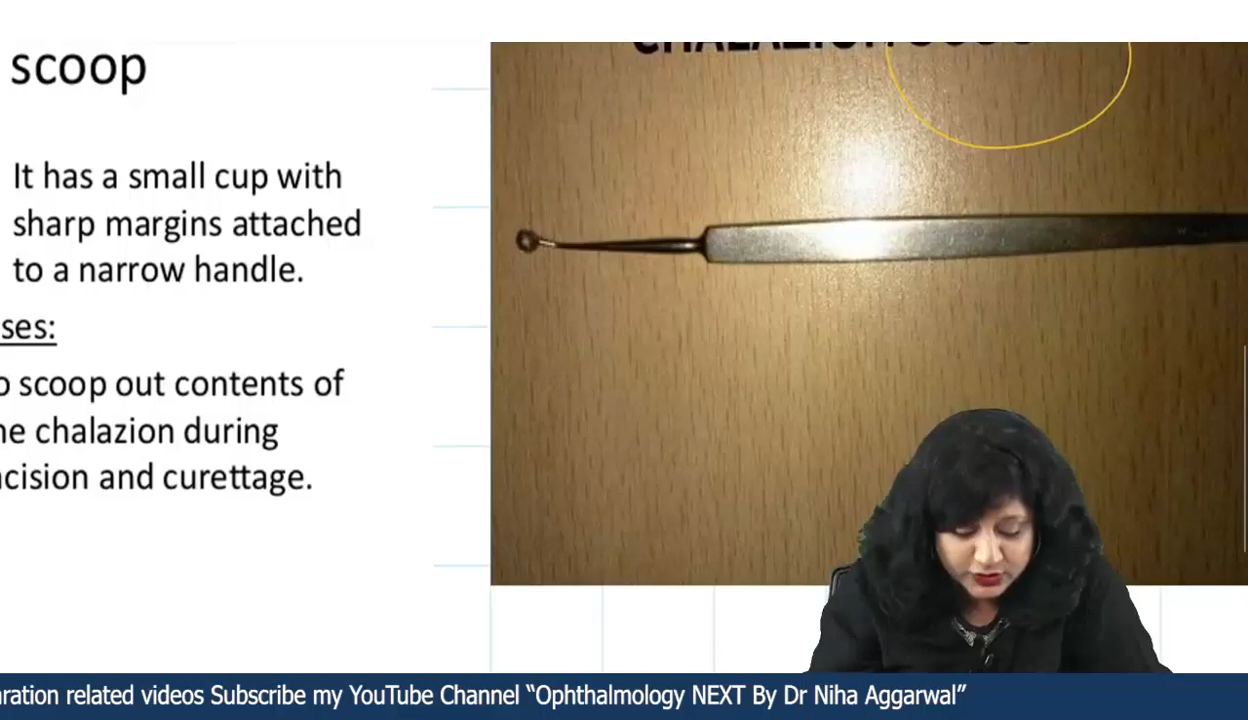 scoop
It has a small cup with
sharp margins attached
to a narrow handle.
ses:
o scoop out contents of
he chalazion during
ncision and curettage.
aration related videos Subscribe my YouTube Channel “Ophthalmology NEXT By Dr Niha Aggarwal”